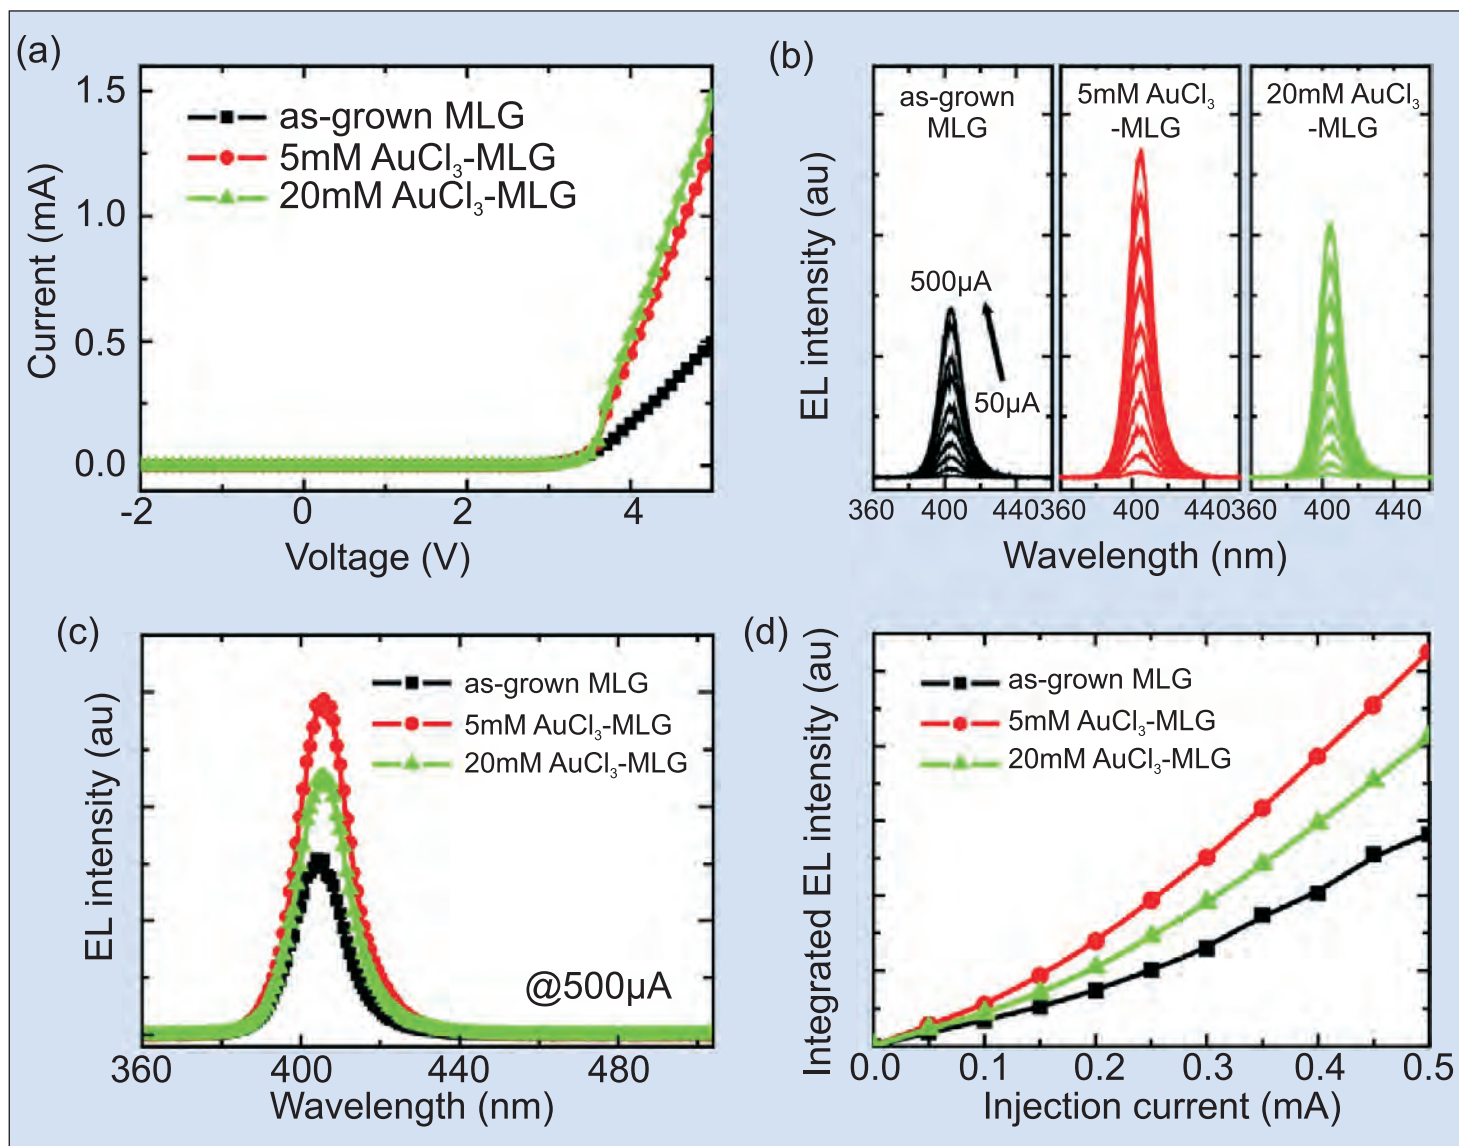 (a)
1.5
1.0
0.5
0.0
Current (mA)
as-grown MLG
5mM AuCl₃-MLG
20mM AuCl₃-MLG
-2
0
2
4
Voltage (V)
(b)
EL intensity (au)
as-grown
MLG
5mM AuCl₃
-MLG
20mM AuCl₃
-MLG
500µA
50µA
360
400
440
360
400
440
360
400
440
Wavelength (nm)
(c)
EL intensity (au)
as-grown MLG
5mM AuCl₃-MLG
20mM AuCl₃-MLG
@500µA
360
400
440
480
Wavelength (nm)
(d)
Integrated EL intensity (au)
as-grown MLG
5mM AuCl₃-MLG
20mM AuCl₃-MLG
0.0
0.1
0.2
0.3
0.4
0.5
Injection current (mA)